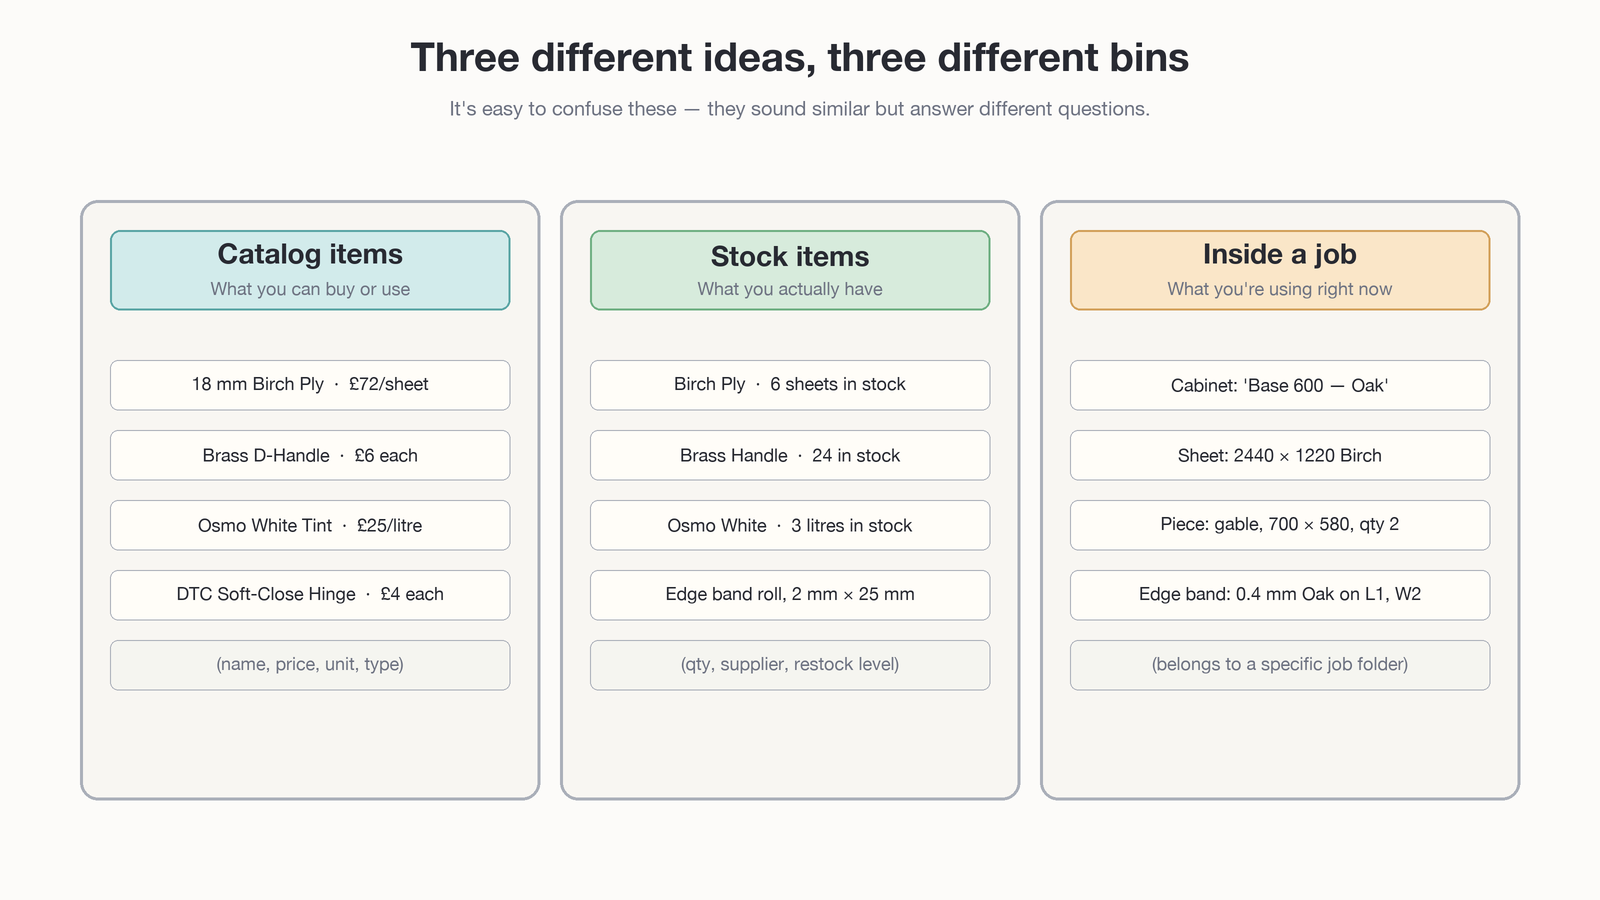 Three different ideas, three different bins
It's easy to confuse these — they sound similar but answer different questions.
Catalog items
What you can buy or use
18 mm Birch Ply · £72/sheet
Brass D-Handle · £6 each
Osmo White Tint · £25/litre
DTC Soft-Close Hinge · £4 each
(name, price, unit, type)
Stock items
What you actually have
Birch Ply · 6 sheets in stock
Brass Handle · 24 in stock
Osmo White · 3 litres in stock
Edge band roll, 2 mm × 25 mm
(qty, supplier, restock level)
Inside a job
What you're using right now
Cabinet: 'Base 600 — Oak'
Sheet: 2440 × 1220 Birch
Piece: gable, 700 × 580, qty 2
Edge band: 0.4 mm Oak on L1, W2
(belongs to a specific job folder)